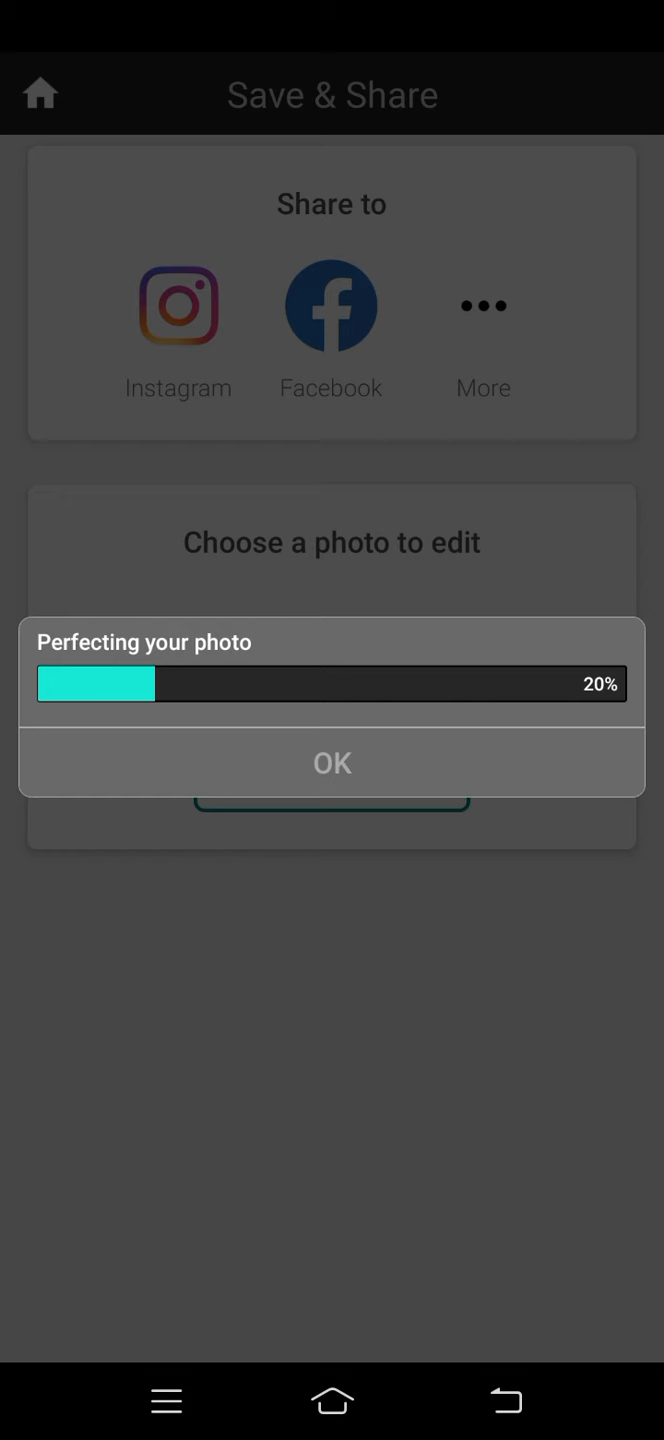 Save & Share
Share to
Instagram Facebook More
Choose a photo to edit
Perfecting your photo
20%
OK